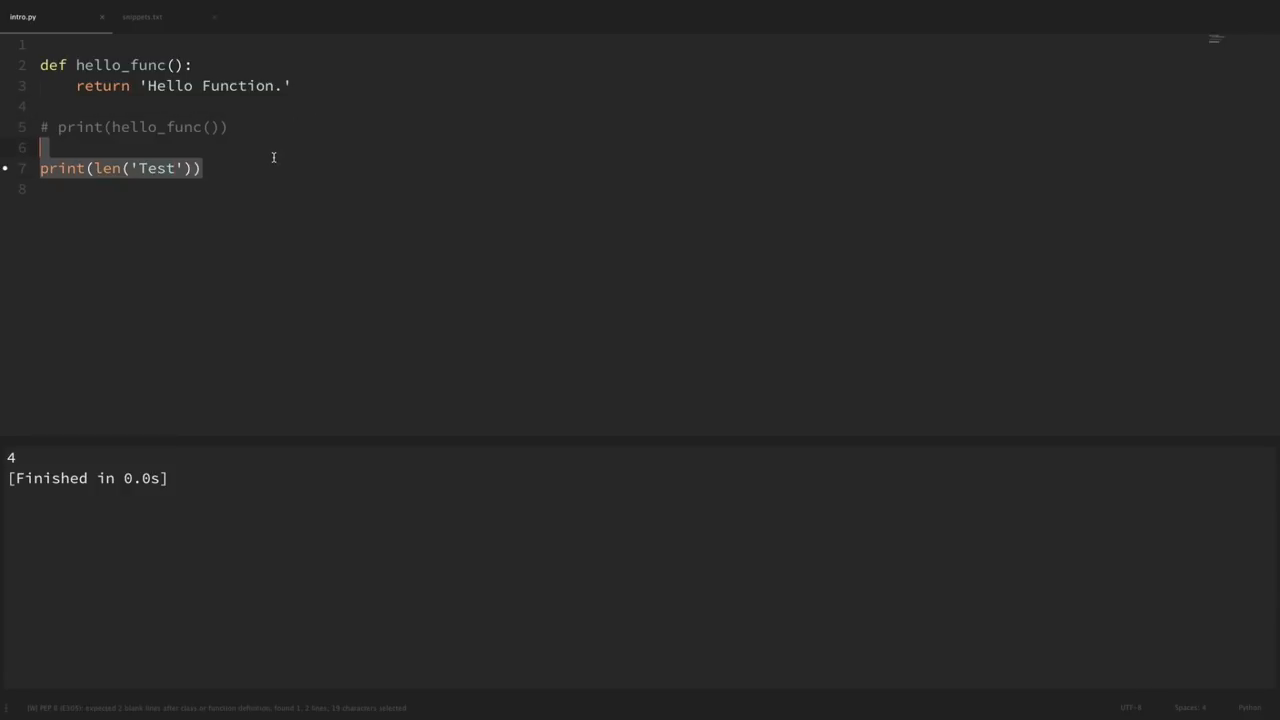 intro.py × snippets.txt ×
1
2 def hello_func():
3     return 'Hello Function.'
4
5 # print(hello_func())
6
7 print(len('Test'))
8
4
[Finished in 0.0s]
[W] PEP 8 (E305): expected 2 blank lines after class or function definition, found 1, 2 lines, 19 characters selected UTF-8 Spaces: 4 Python